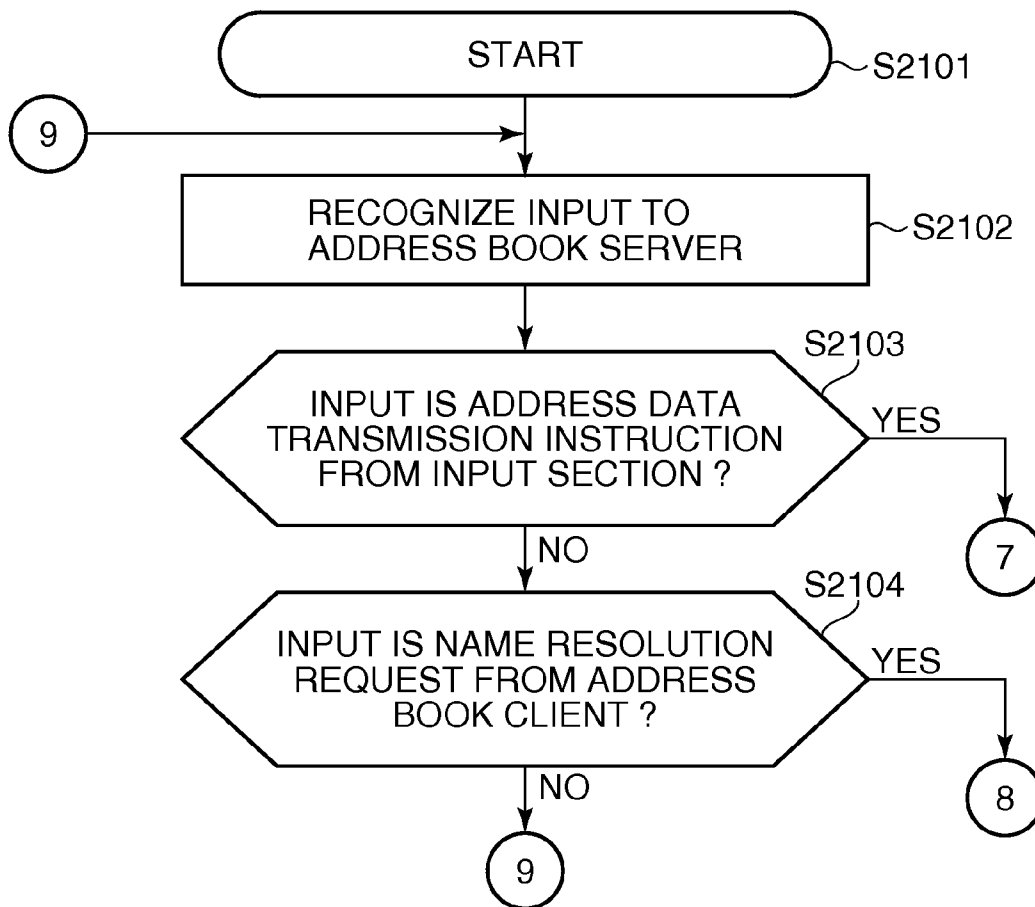 START
S2101
9
RECOGNIZE INPUT TO
ADDRESS BOOK SERVER
S2102
S2103
INPUT IS ADDRESS DATA
TRANSMISSION INSTRUCTION
FROM INPUT SECTION ?
YES
7
NO
S2104
INPUT IS NAME RESOLUTION
REQUEST FROM ADDRESS
BOOK CLIENT ?
YES
8
NO
9